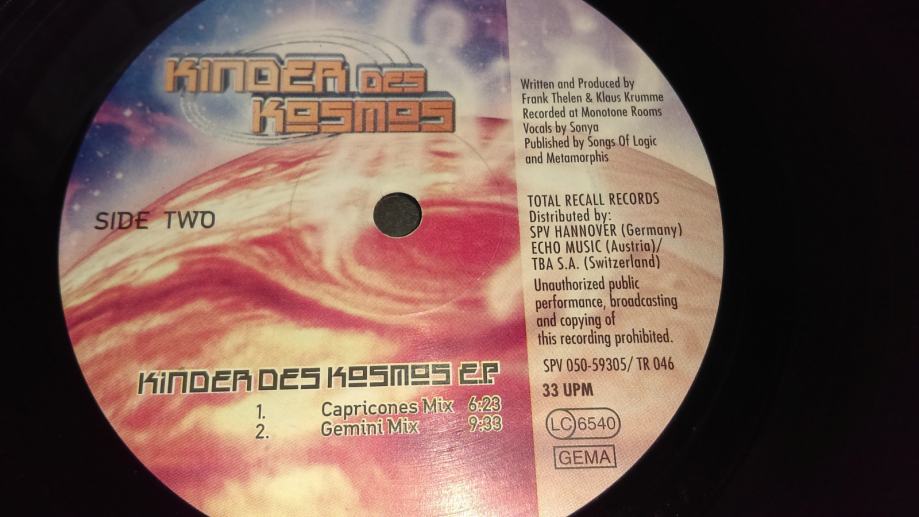 KINDER DES
KOSMOS
SIDE TWO
KINDER DES KOSMOS E.P.
1. Capricones Mix 6:23
2. Gemini Mix 9:33
Written and Produced by
Frank Thelen & Klaus Krumme
Recorded at Monotone Rooms
Vocals by Sonya
Published by Songs Of Logic
and Metamorphis
TOTAL RECALL RECORDS
Distributed by:
SPV HANNOVER (Germany)
ECHO MUSIC (Austria)/
TBA S.A. (Switzerland)
Unauthorized public
performance, broadcasting
and copying of
this recording prohibited.
SPV 050-59305/ TR 046
33 UPM
LC 6540
GEMA